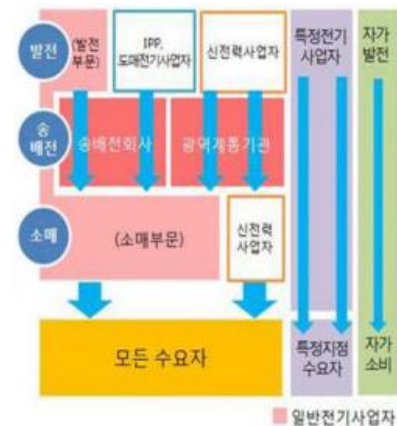 발전
(발전
부문)
IPP,
도매전기사업자
신전력사업자
특정전기
사업자
자가
발전
송
배전
송배전회사
광역계통기관
소매
(소매부문)
신전력
사업자
모든 수요자
특정지점
수요자
자가
소비
일반전기사업자